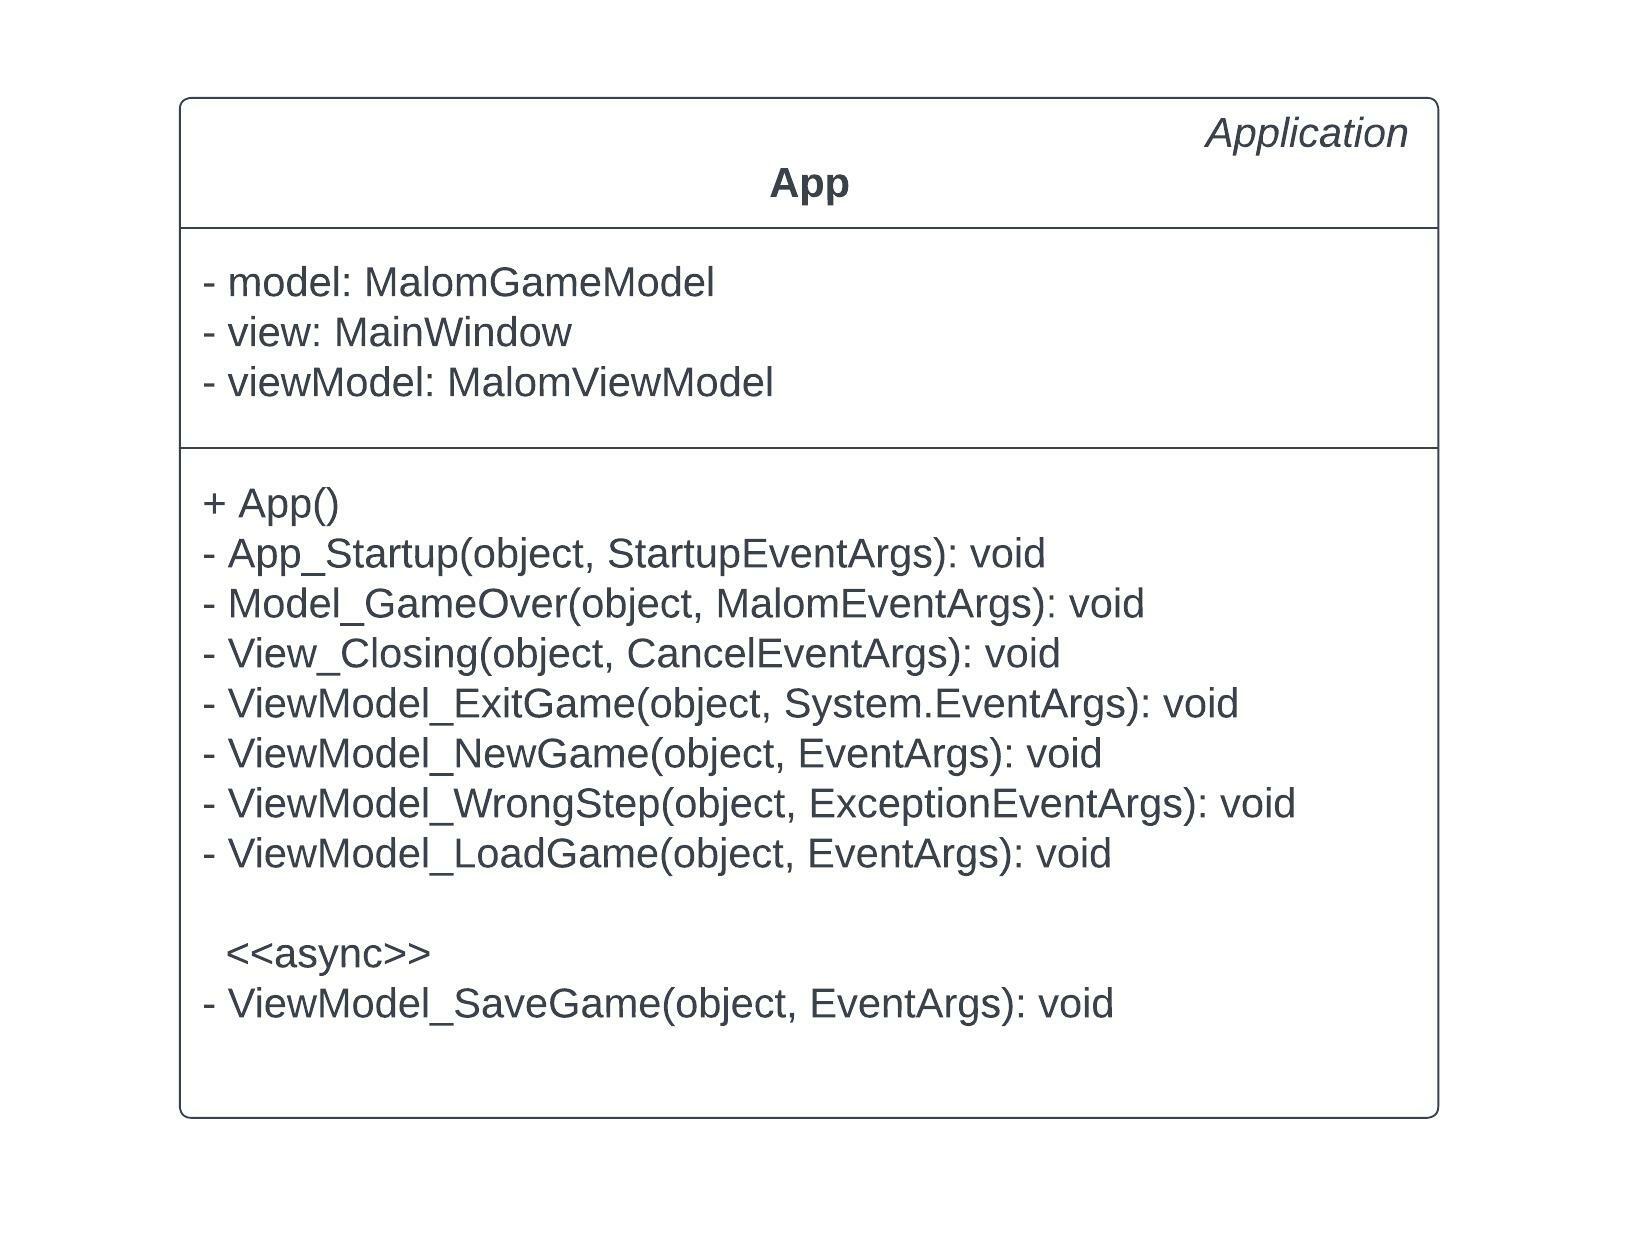 Application
App
- model: MalomGameModel
- view: MainWindow
- viewModel: MalomViewModel
+ App()
- App_Startup(object, StartupEventArgs): void
- Model_GameOver(object, MalomEventArgs): void
- View_Closing(object, CancelEventArgs): void
- ViewModel_ExitGame(object, System.EventArgs): void
- ViewModel_NewGame(object, EventArgs): void
- ViewModel_WrongStep(object, ExceptionEventArgs): void
- ViewModel_LoadGame(object, EventArgs): void
<<async>>
- ViewModel_SaveGame(object, EventArgs): void